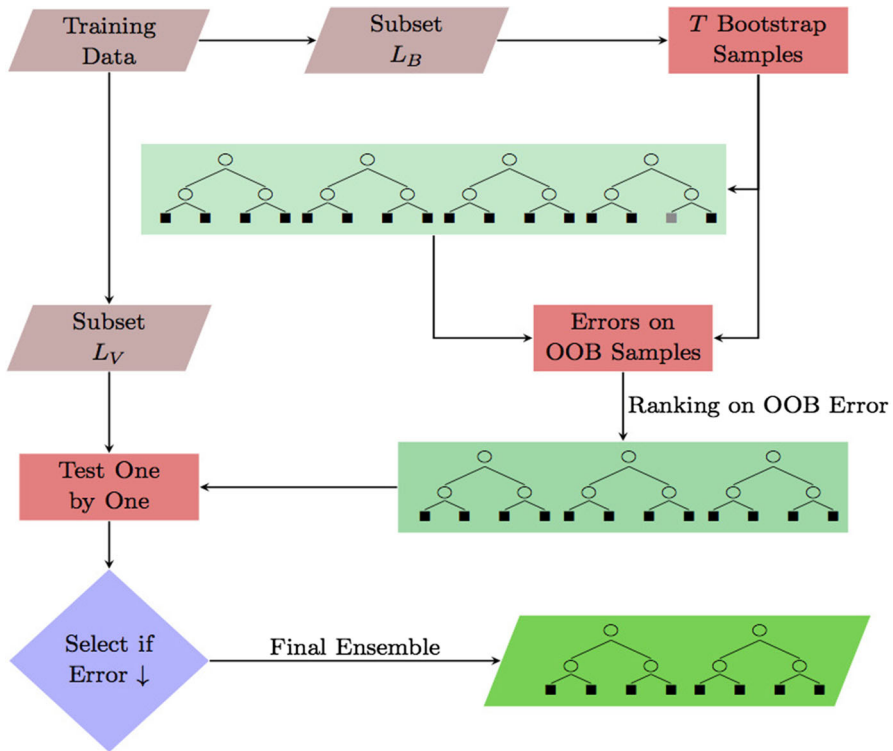 Training
Data
Subset
L_B
T Bootstrap
Samples
Subset
L_V
Errors on
OOB Samples
Ranking on OOB Error
Test One
by One
Select if
Error ↓
Final Ensemble